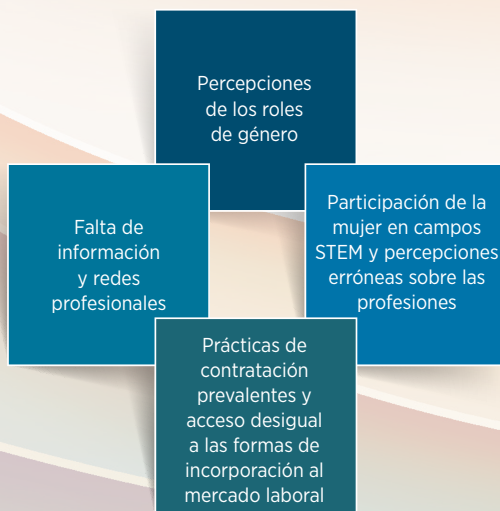 Percepciones
de los roles
de género
Falta de
información
y redes
profesionales
Participación de la
mujer en campos
STEM y percepciones
erróneas sobre las
profesiones
Prácticas de
contratación
prevalentes y
acceso desigual
a las formas de
incorporación al
mercado laboral